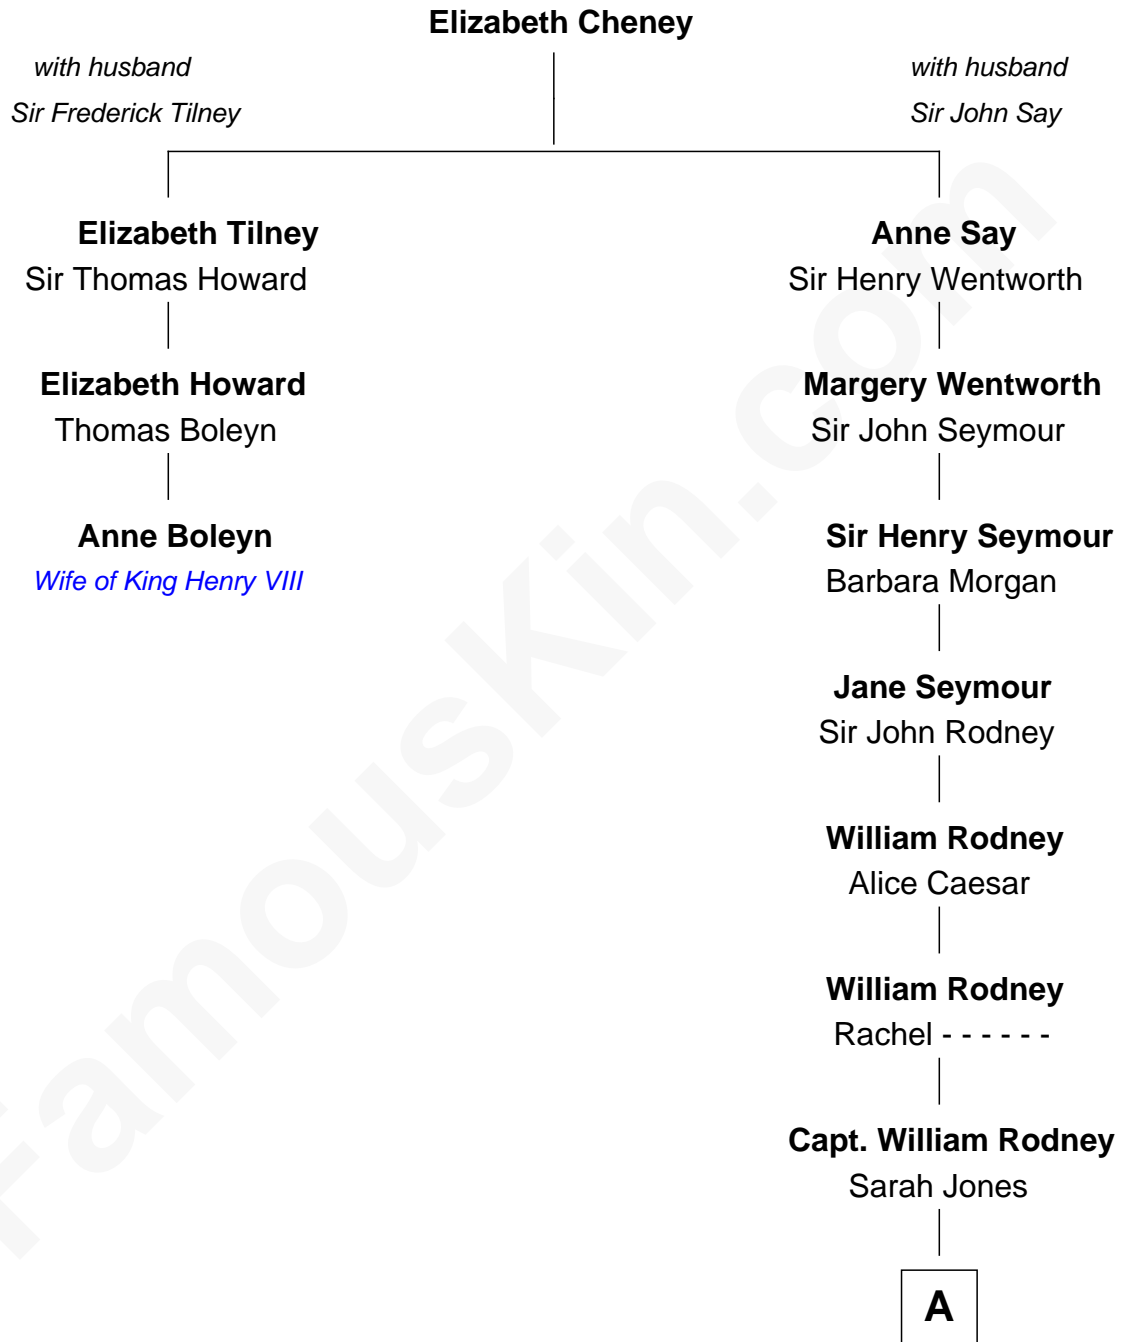 Elizabeth Cheney
with husband
Sir Frederick Tilney
with husband
Sir John Say
Elizabeth Tilney
Sir Thomas Howard
Anne Say
Sir Henry Wentworth
Elizabeth Howard
Thomas Boleyn
Margery Wentworth
Sir John Seymour
Anne Boleyn
Wife of King Henry VIII
Sir Henry Seymour
Barbara Morgan
Jane Seymour
Sir John Rodney
William Rodney
Alice Caesar
William Rodney
Rachel - - - - - -
Capt. William Rodney
Sarah Jones
A
FamousKin.com